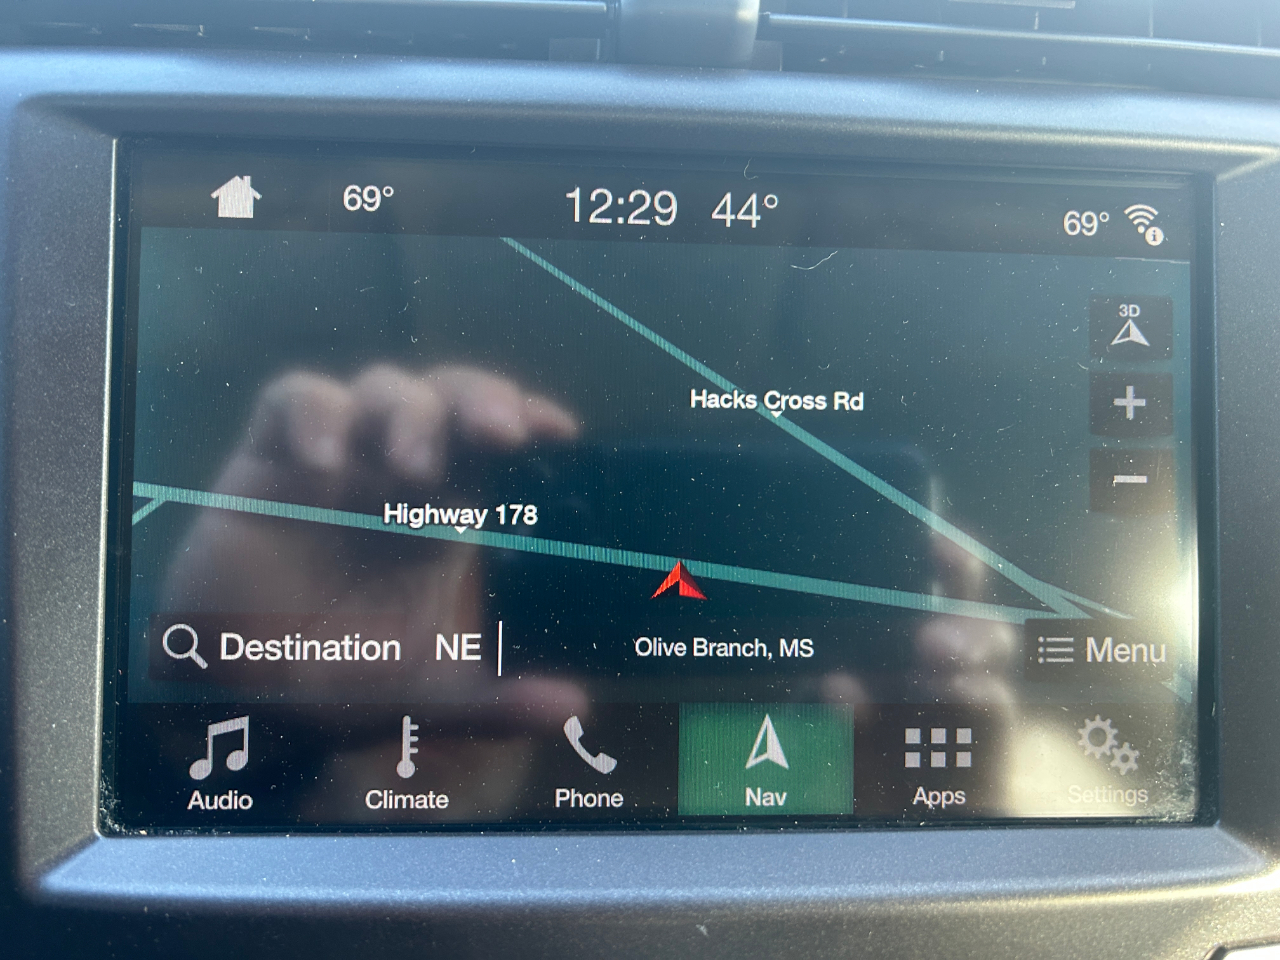 69° 12:29 44° 69°
3D
Hacks Cross Rd
+
Highway 178
−
Destination NE Olive Branch, MS Menu
Audio Climate Phone Nav Apps Settings